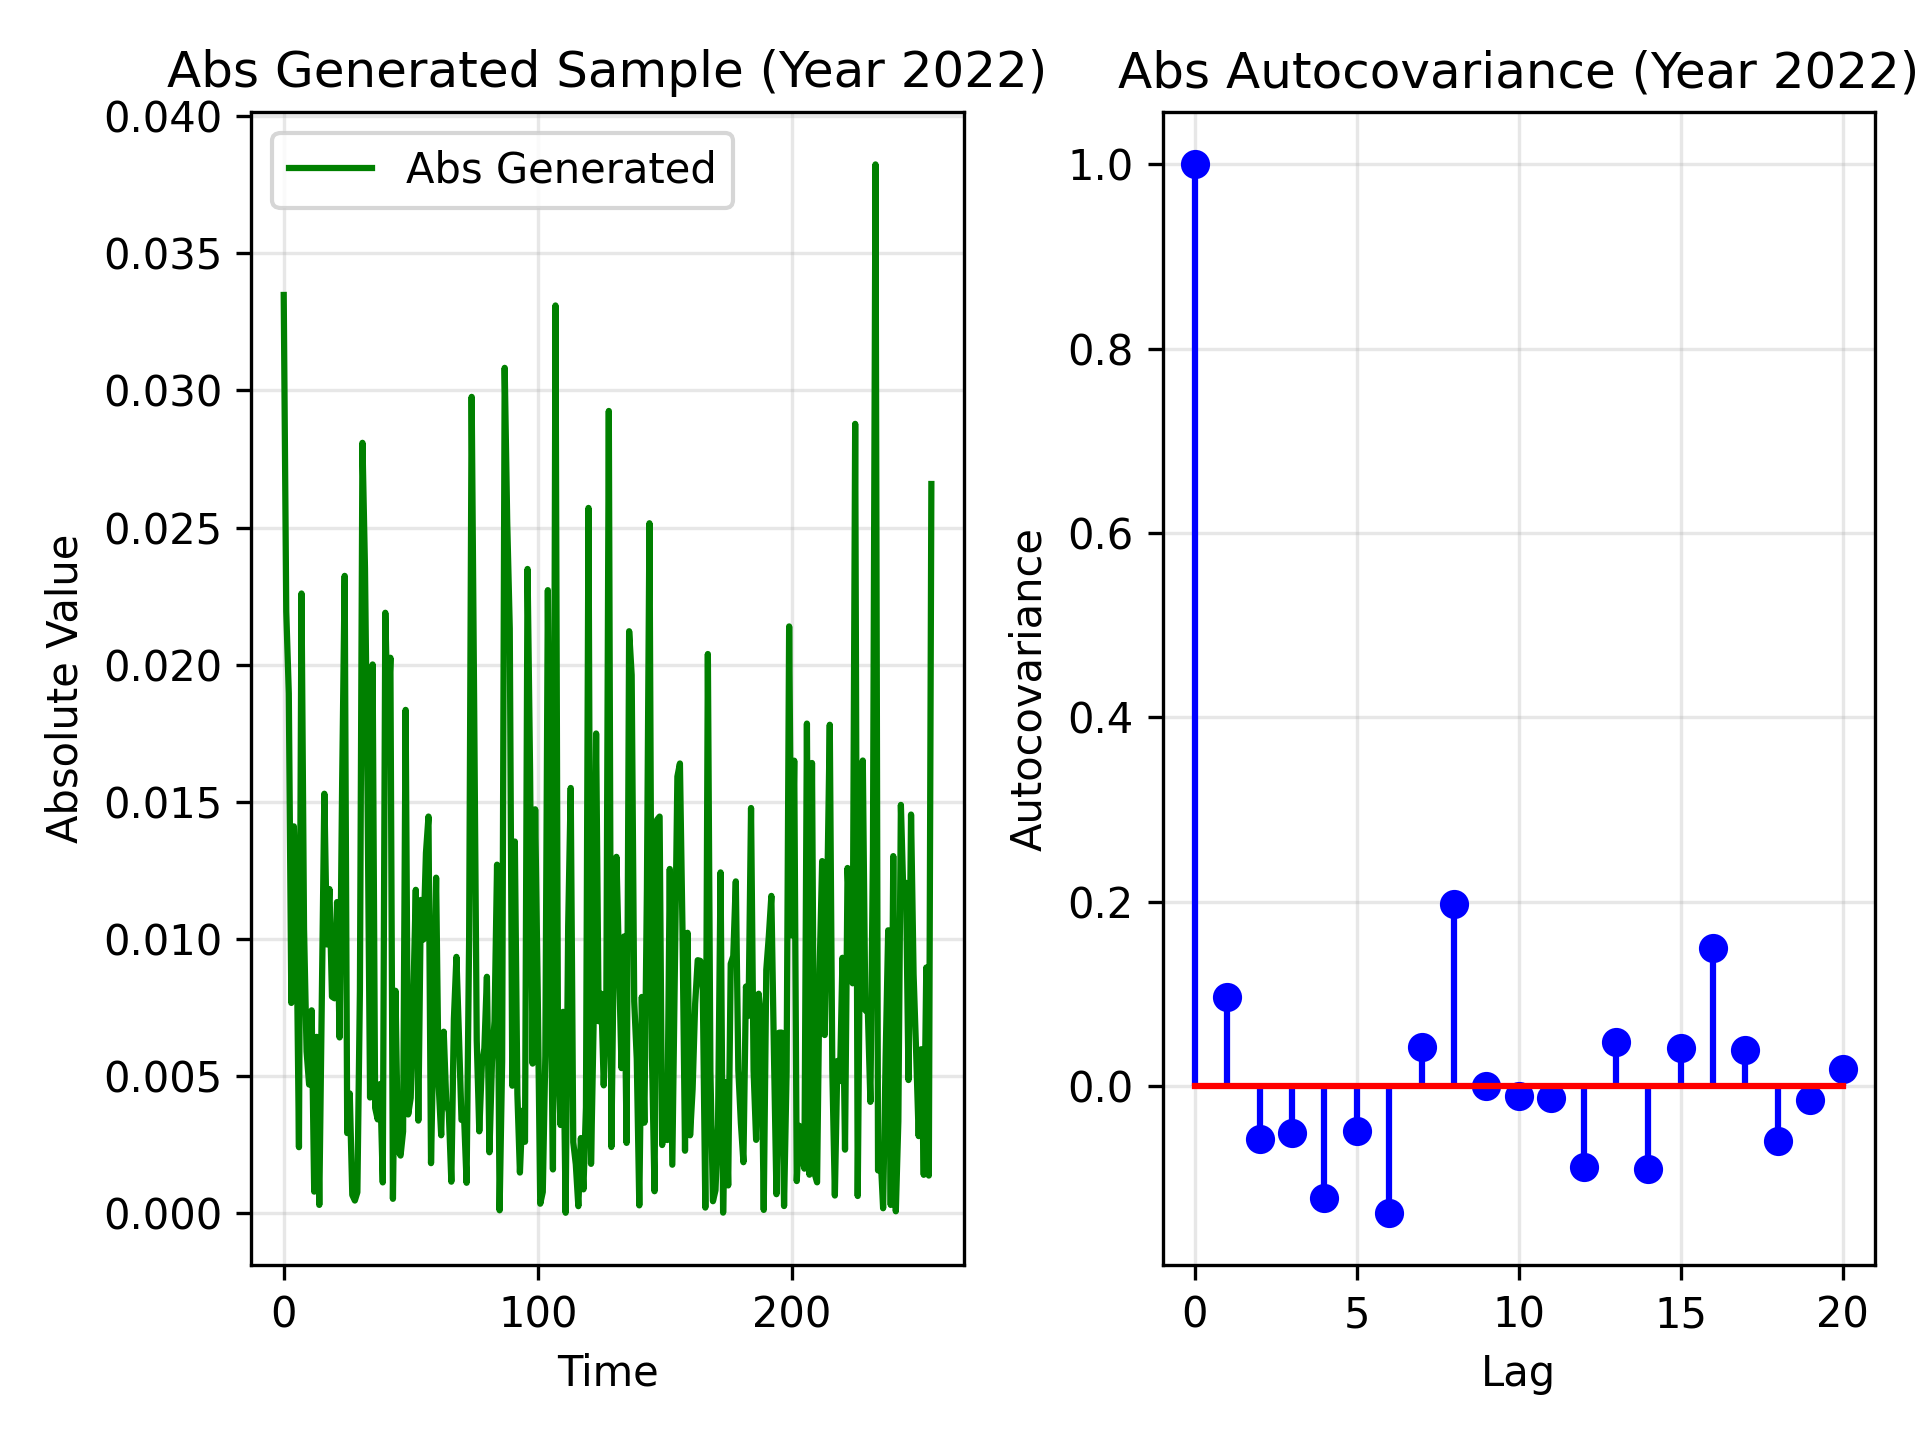 Abs Generated Sample (Year 2022)
Abs Generated
0.040
0.035
0.030
0.025
0.020
0.015
0.010
0.005
0.000
Absolute Value
0 100 200
Time
Abs Autocovariance (Year 2022)
1.0
0.8
0.6
0.4
0.2
0.0
Autocovariance
0 5 10 15 20
Lag